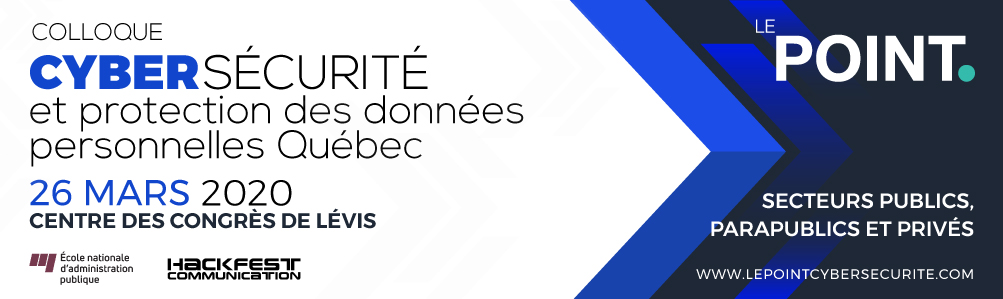 COLLOQUE
CYBERSÉCURITÉ
et protection des données
personnelles Québec
26 MARS 2020
CENTRE DES CONGRÈS DE LÉVIS
École nationale
d'administration
publique
HACKFEST
COMMUNICATION
LE
POINT.
SECTEURS PUBLICS,
PARAPUBLICS ET PRIVÉS
WWW.LEPOINTCYBERSECURITE.COM